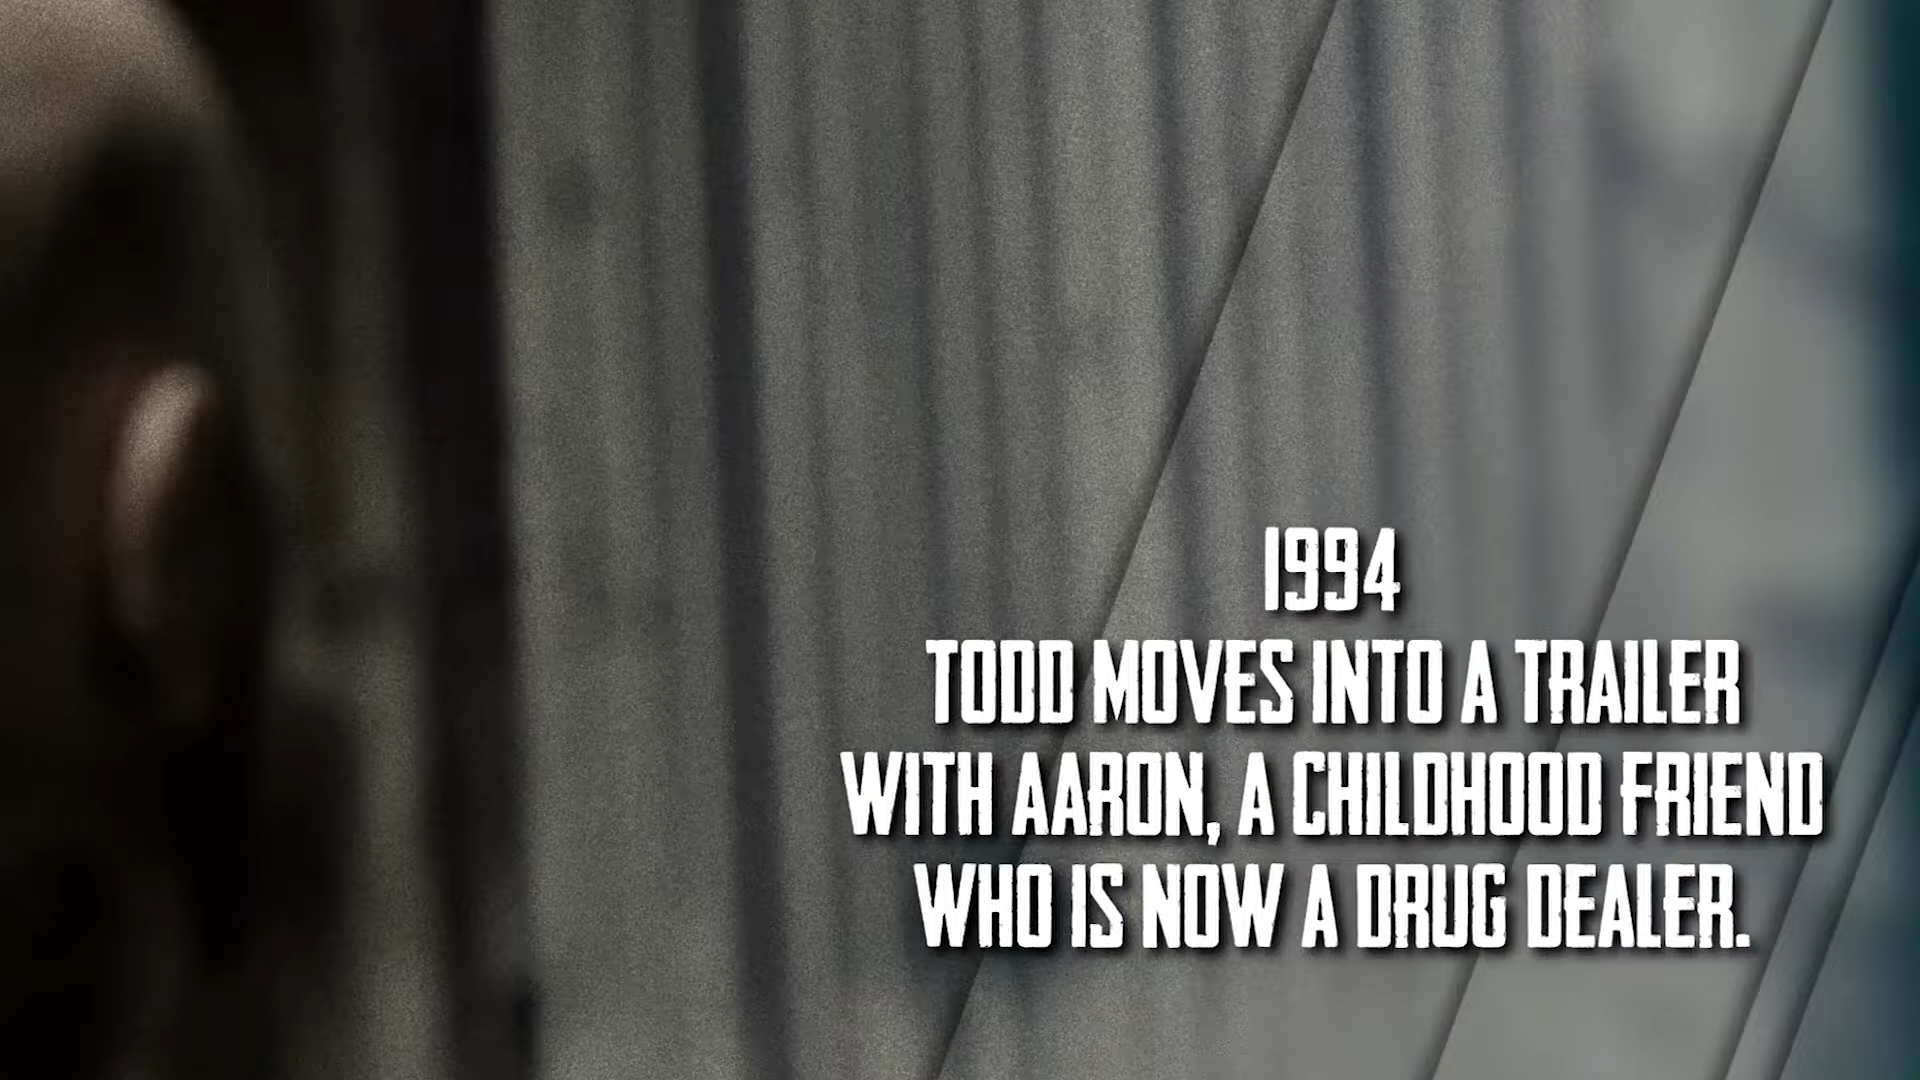 1994
TODD MOVES INTO A TRAILER
WITH AARON, A CHILDHOOD FRIEND
WHO IS NOW A DRUG DEALER.